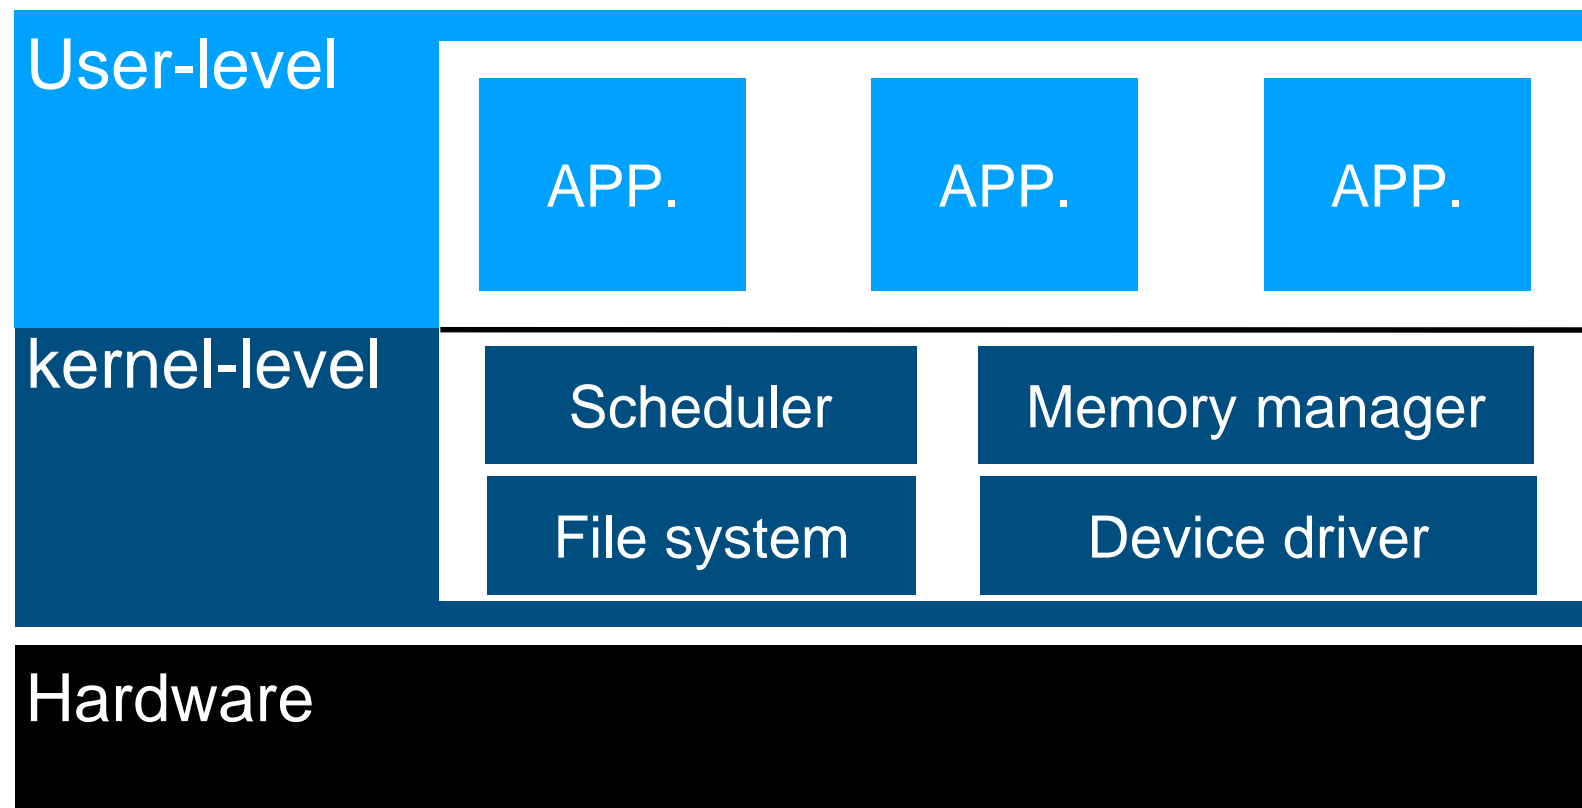 User-level
APP.
APP.
APP.
kernel-level
Scheduler
Memory manager
File system
Device driver
Hardware